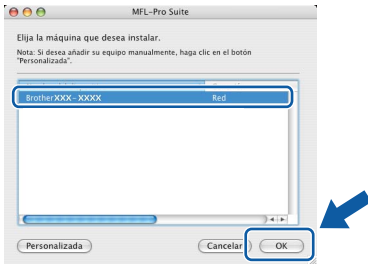 MFL-Pro Suite
Elija la máquina que desea instalar.
Nota: Si desea añadir su equipo manualmente, haga clic en el botón
"Personalizada".
BrotherXXX-XXXX Red
Personalizada Cancelar OK